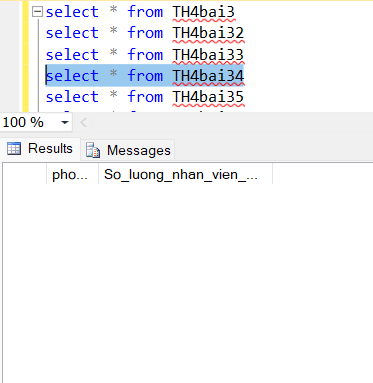 select * from TH4bai3
select * from TH4bai32
select * from TH4bai33
select * from TH4bai34
select * from TH4bai35
100 %
Results Messages
pho... So_luong_nhan_vien_...